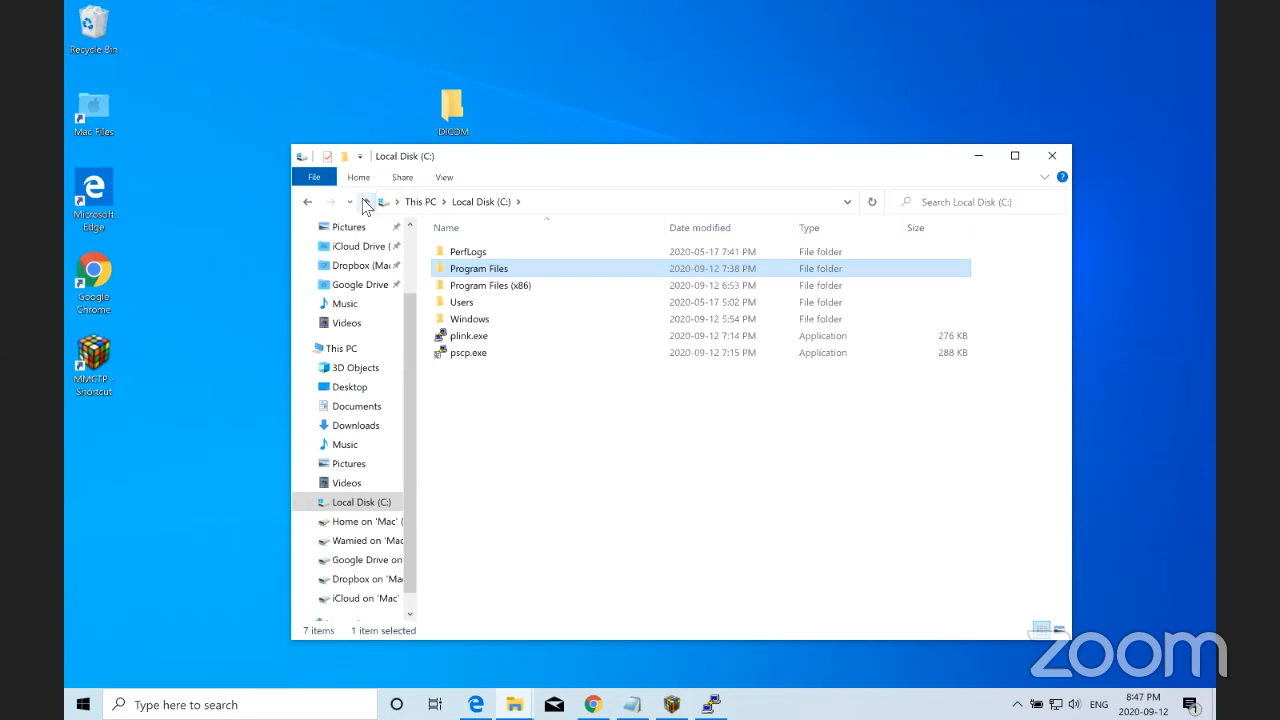 Recycle Bin
Mac Files
Microsoft
Edge
Google
Chrome
MMCTP -
Shortcut
DICOM
Local Disk (C:)
File
Home
Share
View
This PC
Local Disk (C:)
Search Local Disk (C:)
Pictures
iCloud Drive (
Dropbox (Mac
Google Drive
Music
Videos
This PC
3D Objects
Desktop
Documents
Downloads
Music
Pictures
Videos
Local Disk (C:)
Home on 'Mac' (
Wamied on 'Mac
Google Drive on
Dropbox on 'Mac
iCloud on 'Mac'
Name Date modified Type Size
PerfLogs 2020-05-17 7:41 PM File folder
Program Files 2020-09-12 7:38 PM File folder
Program Files (x86) 2020-09-12 6:53 PM File folder
Users 2020-05-17 5:02 PM File folder
Windows 2020-09-12 5:54 PM File folder
plink.exe 2020-09-12 7:14 PM Application 276 KB
pscp.exe 2020-09-12 7:15 PM Application 288 KB
7 items 1 item selected
zoom
Type here to search
ENG
8:47 PM
2020-09-12
1